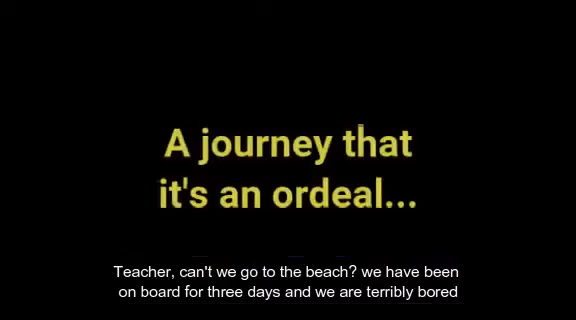 A journey that
it's an ordeal...
Teacher, can't we go to the beach? we have been
on board for three days and we are terribly bored